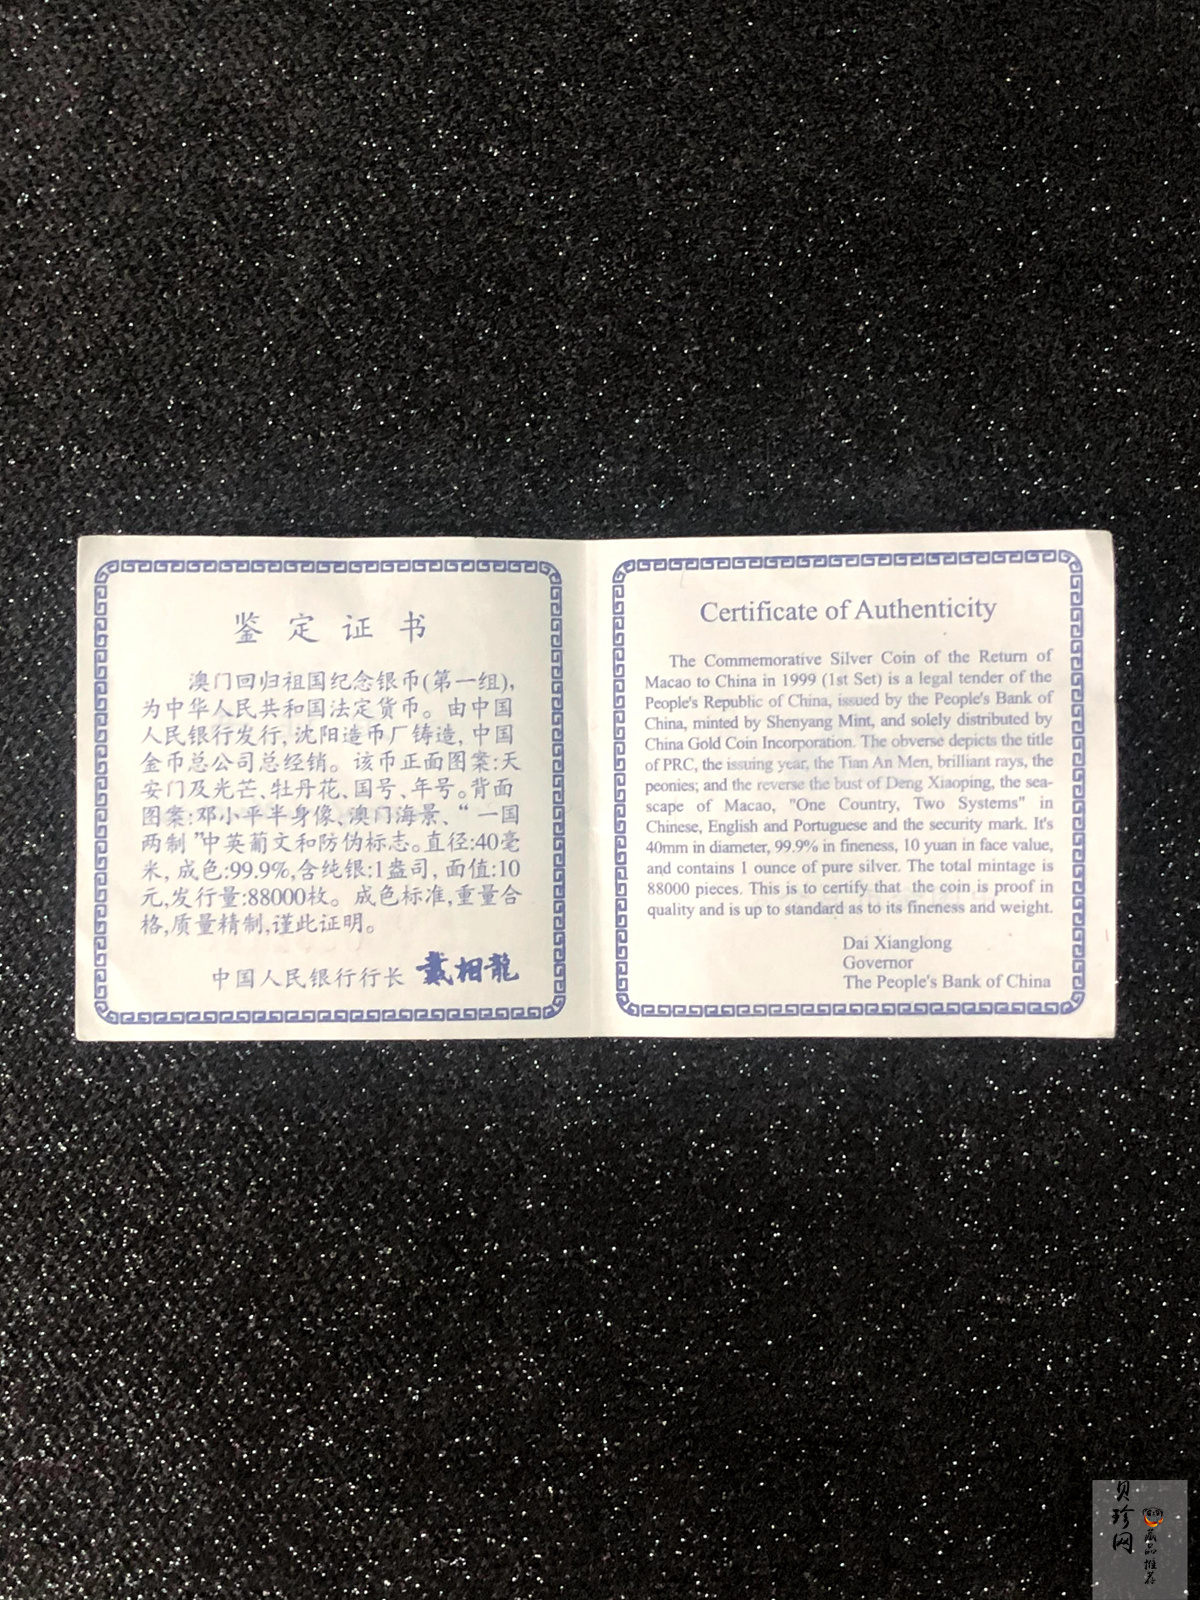 鉴定证书
澳门回归祖国纪念银币(第一组),
为中华人民共和国法定货币。由中国
人民银行发行,沈阳造币厂铸造,中国
金币总公司总经销。该币正面图案:天
安门及光芒、牡丹花、国号、年号。背面
图案:邓小平半身像、澳门海景、“一国
两制”中英葡文和防伪标志。直径:40毫
米,成色:99.9%,含纯银:1盎司,面值:10
元,发行量:88000枚。成色标准,重量合
格,质量精制,谨此证明。
中国人民银行行长 戴相龍
Certificate of Authenticity
The Commemorative Silver Coin of the Return of
Macao to China in 1999 (1st Set) is a legal tender of the
People's Republic of China, issued by the People's Bank of
China, minted by Shenyang Mint, and solely distributed by
China Gold Coin Incorporation. The obverse depicts the title
of PRC, the issuing year, the Tian An Men, brilliant rays, the
peonies; and the reverse the bust of Deng Xiaoping, the sea-
scape of Macao, "One Country, Two Systems" in
Chinese, English and Portuguese and the security mark. It's
40mm in diameter, 99.9% in fineness, 10 yuan in face value,
and contains 1 ounce of pure silver. The total mintage is
88000 pieces. This is to certify that the coin is proof in
quality and is up to standard as to its fineness and weight.
Dai Xianglong
Governor
The People's Bank of China
贝珍网
藏品推荐